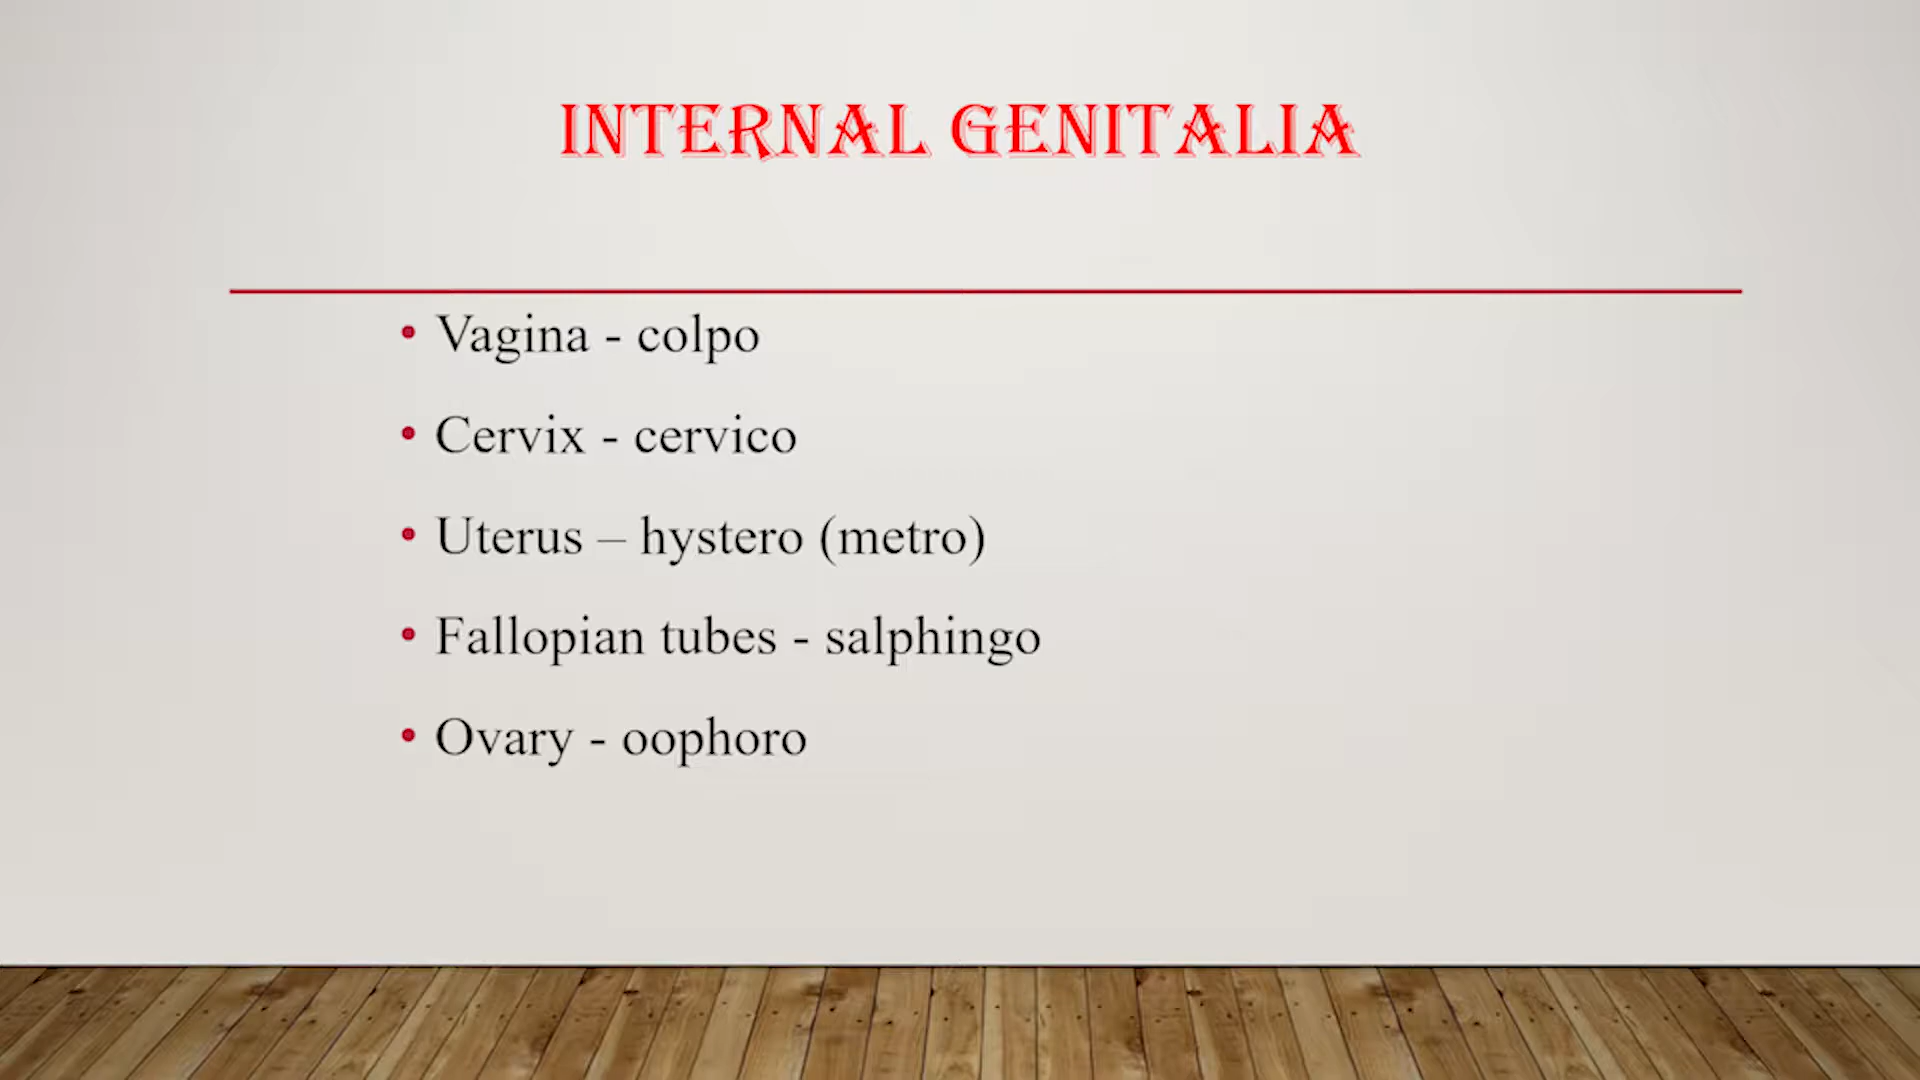 INTERNAL GENITALIA
• Vagina - colpo
• Cervix - cervico
• Uterus – hystero (metro)
• Fallopian tubes - salphingo
• Ovary - oophoro